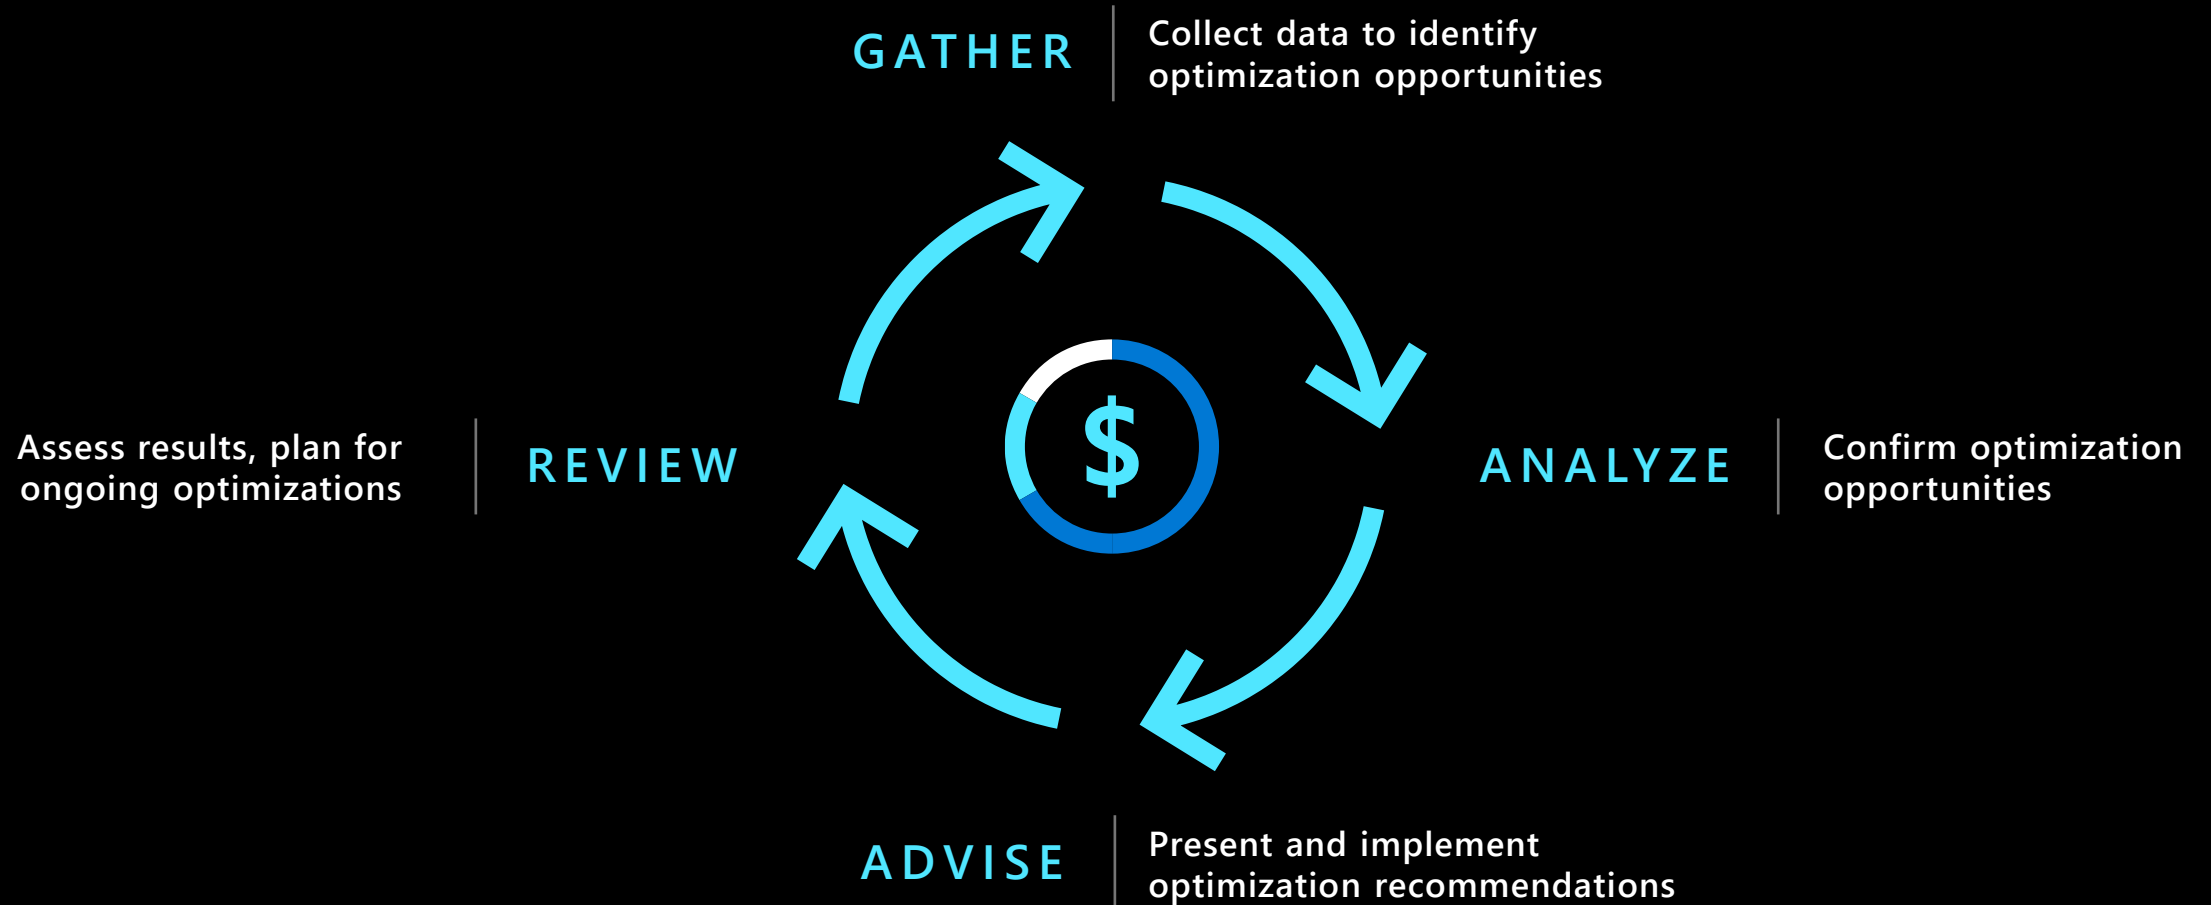 GATHER
Collect data to identify
optimization opportunities
$
Assess results, plan for
ongoing optimizations
REVIEW
ANALYZE
Confirm optimization
opportunities
ADVISE
Present and implement
optimization recommendations